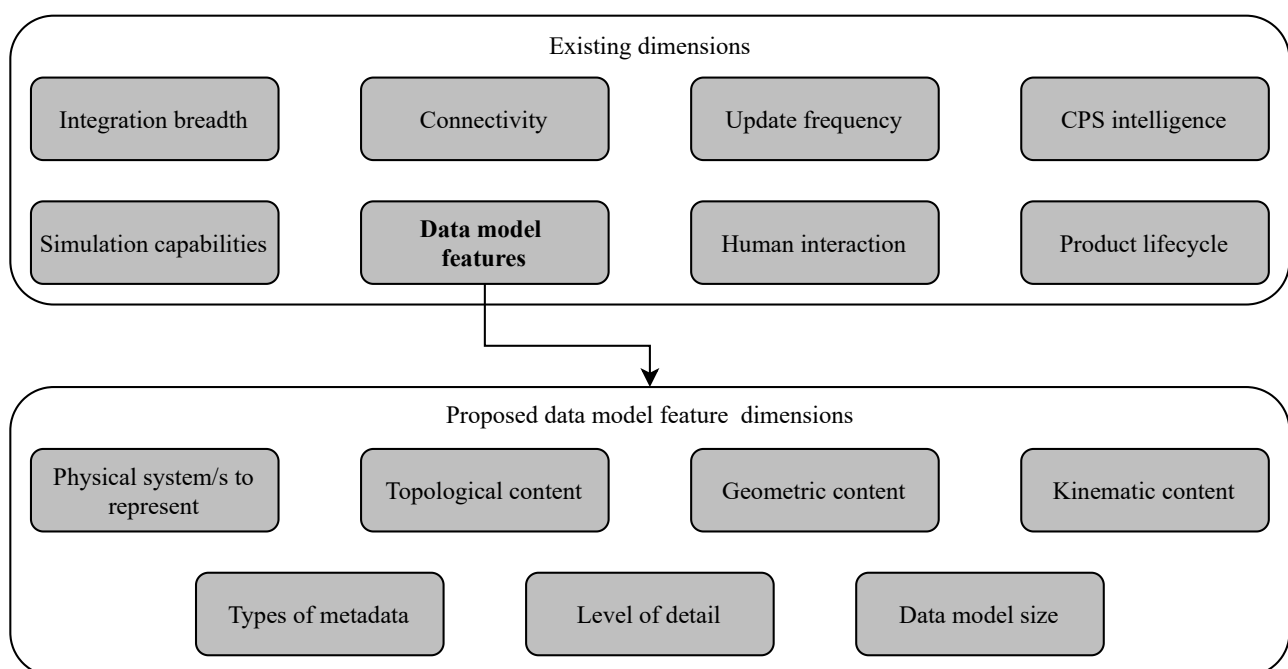 Existing dimensions
Integration breadth
Connectivity
Update frequency
CPS intelligence
Simulation capabilities
Data model
features
Human interaction
Product lifecycle
Proposed data model feature dimensions
Physical system/s to
represent
Topological content
Geometric content
Kinematic content
Types of metadata
Level of detail
Data model size